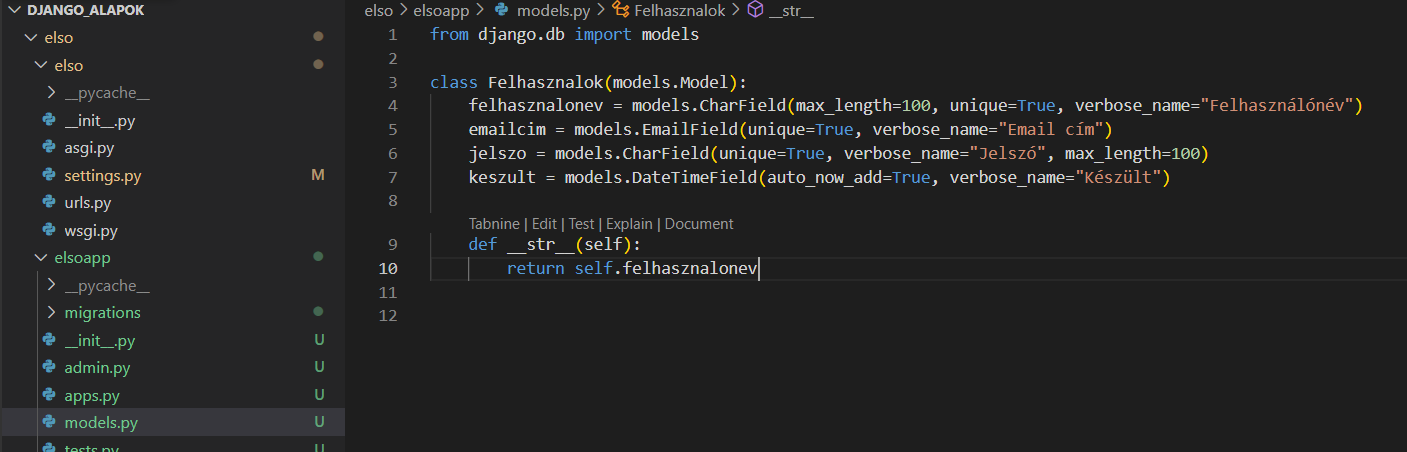 DJANGO_ALAPOK
elso
elso
__pycache__
__init__.py
asgi.py
settings.py M
urls.py
wsgi.py
elsoapp
__pycache__
migrations
__init__.py U
admin.py U
apps.py U
models.py U
tests.py U
elso > elsoapp > models.py > Felhasznalok > __str__
1 from django.db import models
2
3 class Felhasznalok(models.Model):
4 felhasznalonev = models.CharField(max_length=100, unique=True, verbose_name="Felhasználónév")
5 emailcim = models.EmailField(unique=True, verbose_name="Email cím")
6 jelszo = models.CharField(unique=True, verbose_name="Jelszó", max_length=100)
7 keszult = models.DateTimeField(auto_now_add=True, verbose_name="Készült")
8
Tabnine | Edit | Test | Explain | Document
9 def __str__(self):
10 return self.felhasznalonev
11
12